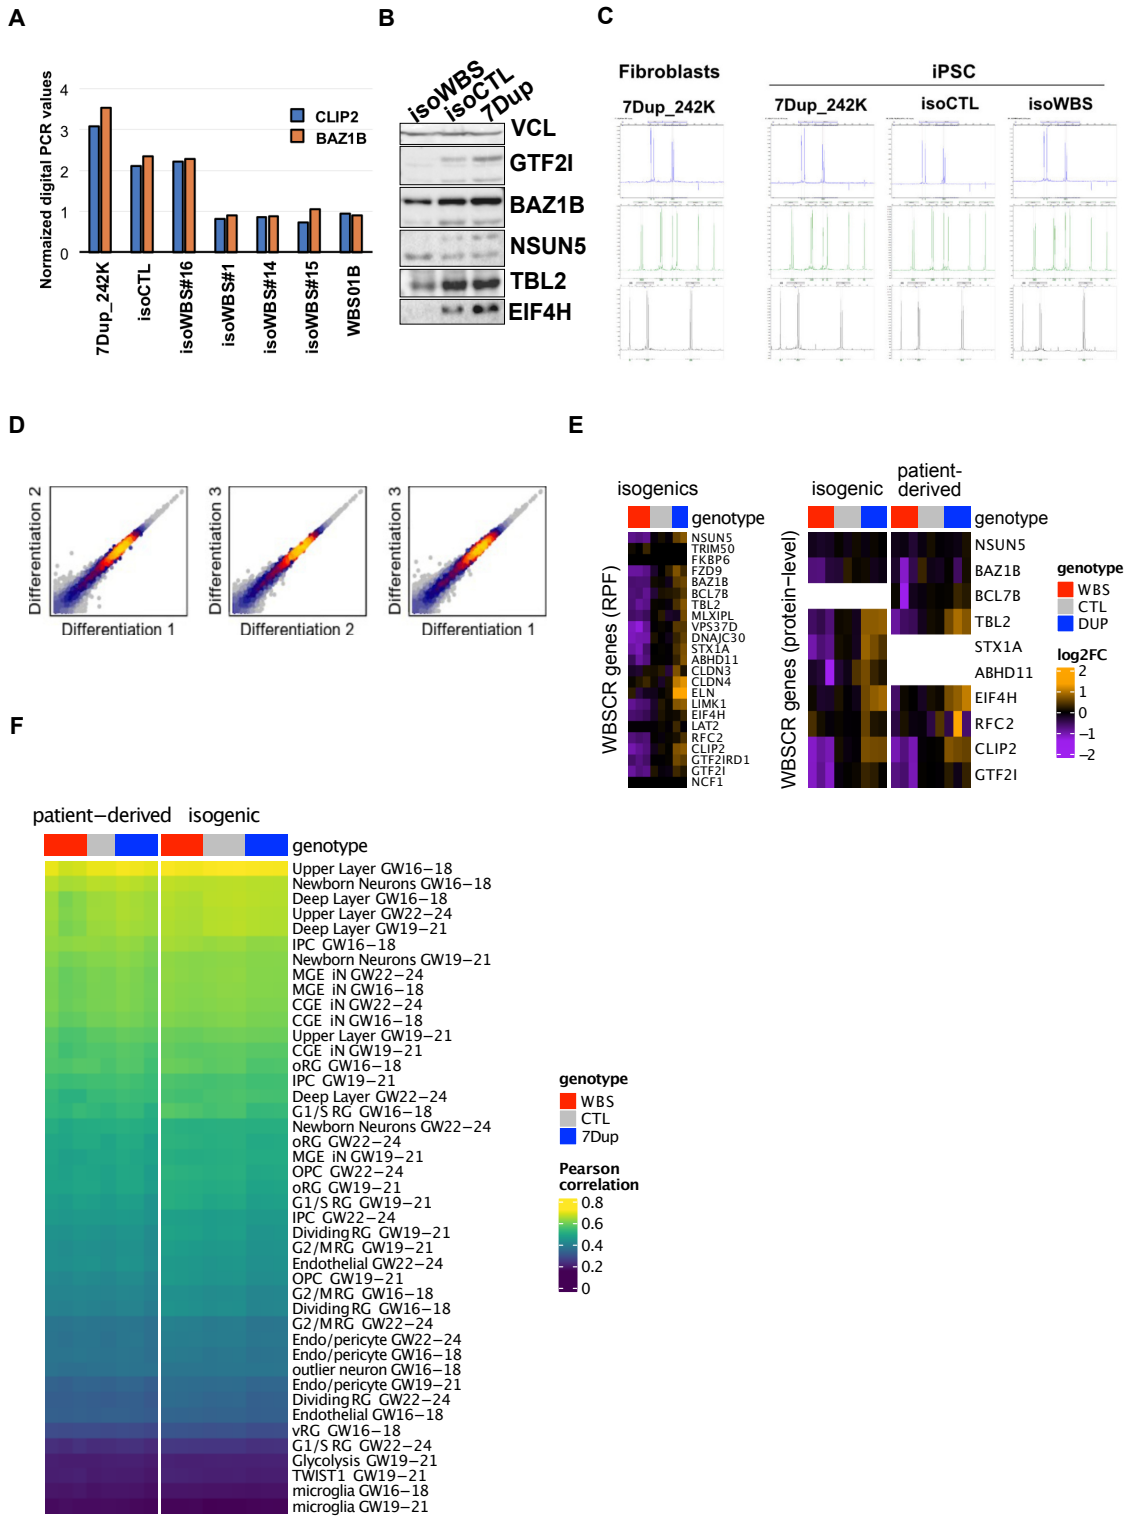 A
B
C
Normaized digital PCR values
4
3
2
1
0
CLIP2
BAZ1B
7Dup_242K
isoCTL
isoWBS#16
isoWBS#1
isoWBS#14
isoWBS#15
WBS01B
isoWBS
isoCTL
7Dup
VCL
GTF2I
BAZ1B
NSUN5
TBL2
EIF4H
Fibroblasts
iPSC
7Dup_242K
7Dup_242K
isoCTL
isoWBS
D
Differentiation 2
Differentiation 1
Differentiation 3
Differentiation 2
Differentiation 3
Differentiation 1
E
isogenics
genotype
WBSCR genes (RPF)
NSUN5
TRIM50
FKBP6
FZD9
BAZ1B
BCL7B
TBL2
MLXIPL
VPS37D
DNAJC30
STX1A
ABHD11
CLDN3
CLDN4
ELN
LIMK1
EIF4H
LAT2
RFC2
CLIP2
GTF2IRD1
GTF2I
NCF1
isogenic
patient-
derived
genotype
WBSCR genes (protein-level)
NSUN5
BAZ1B
BCL7B
TBL2
STX1A
ABHD11
EIF4H
RFC2
CLIP2
GTF2I
genotype
WBS
CTL
DUP
log2FC
2
1
0
−1
−2
F
patient−derived isogenic
genotype
Upper Layer GW16−18
Newborn Neurons GW16−18
Deep Layer GW16−18
Upper Layer GW22−24
Deep Layer GW19−21
IPC GW16−18
Newborn Neurons GW19−21
MGE iN GW22−24
MGE iN GW16−18
CGE iN GW22−24
CGE iN GW16−18
Upper Layer GW19−21
CGE iN GW19−21
oRG GW16−18
IPC GW19−21
Deep Layer GW22−24
G1/S RG GW16−18
Newborn Neurons GW22−24
oRG GW22−24
MGE iN GW19−21
OPC GW22−24
oRG GW19−21
G1/S RG GW19−21
IPC GW22−24
Dividing RG GW19−21
G2/M RG GW19−21
Endothelial GW22−24
OPC GW19−21
G2/M RG GW16−18
Dividing RG GW16−18
G2/M RG GW22−24
Endo/pericyte GW22−24
Endo/pericyte GW16−18
outlier neuron GW16−18
Endo/pericyte GW19−21
Dividing RG GW22−24
Endothelial GW16−18
vRG GW16−18
G1/S RG GW22−24
Glycolysis GW19−21
TWIST1 GW19−21
microglia GW16−18
microglia GW19−21
genotype
WBS
CTL
7Dup
Pearson
correlation
0.8
0.6
0.4
0.2
0